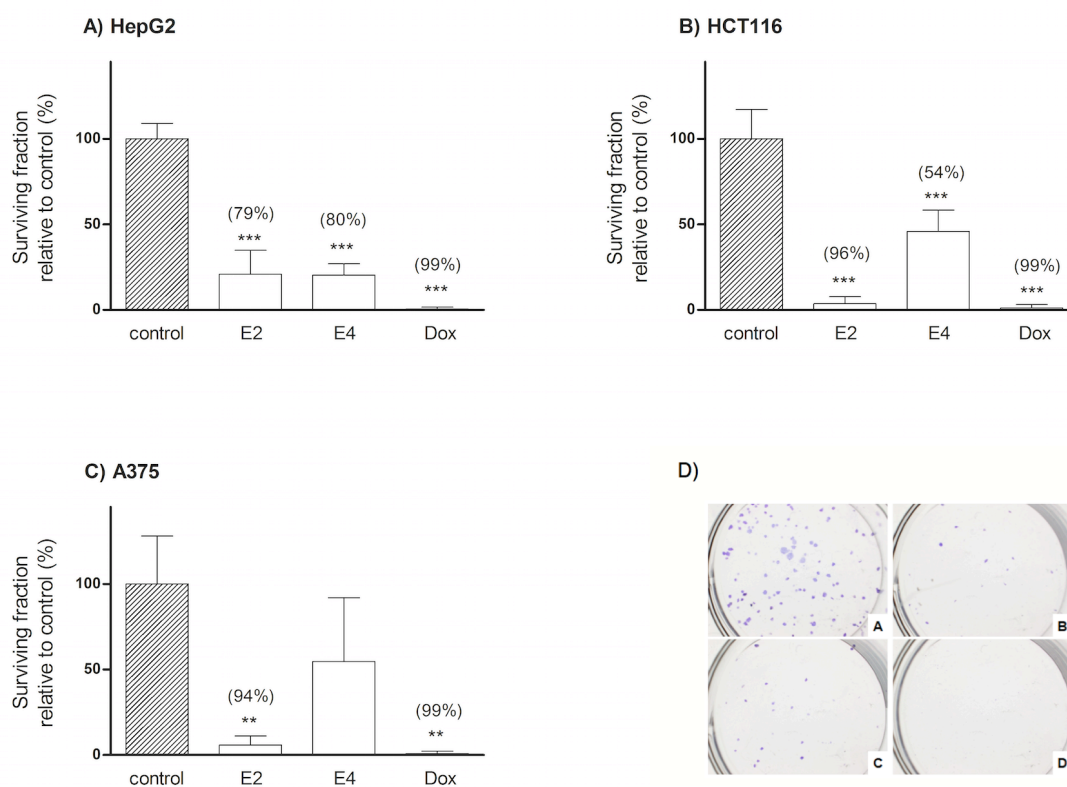 A) HepG2
Surviving fraction
relative to control (%)
100
50
0
(79%)
***
(80%)
***
(99%)
***
control E2 E4 Dox
B) HCT116
Surviving fraction
relative to control (%)
100
50
0
(96%)
***
(54%)
***
(99%)
***
control E2 E4 Dox
C) A375
Surviving fraction
relative to control (%)
100
50
0
(94%)
**
(99%)
**
control E2 E4 Dox
D)
A
B
C
D